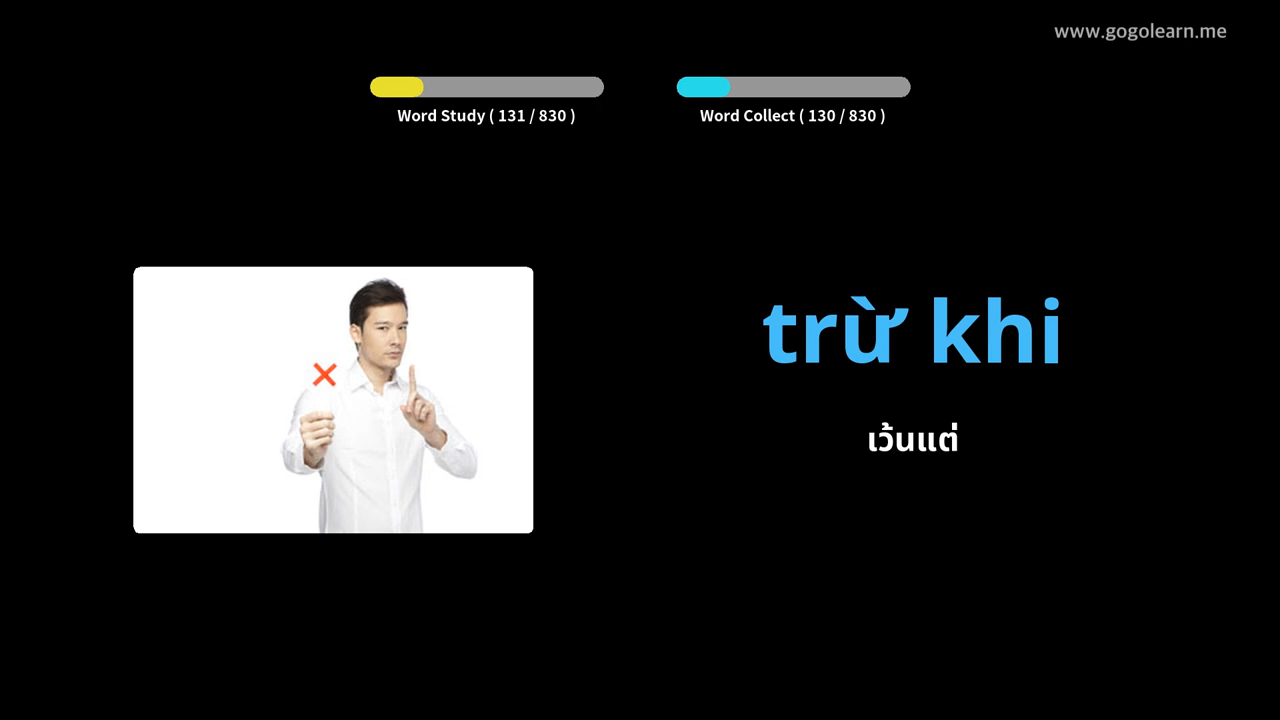 www.gogolearn.me
Word Study ( 131 / 830 )
Word Collect ( 130 / 830 )
trừ khi
เว้นแต่